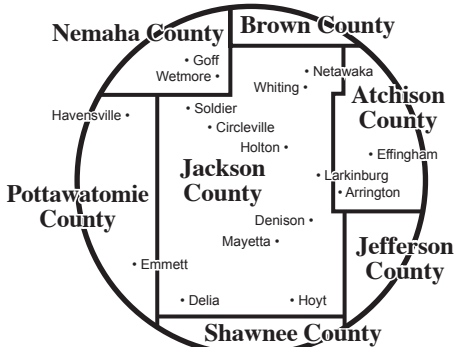 Nemaha County
Brown County
Goff
Wetmore
Netawaka
Whiting
Atchison
County
Havensville
Soldier
Circleville
Holton
Effingham
Jackson
County
Larkinburg
Arrington
Pottawatomie
County
Denison
Mayetta
Jefferson
County
Emmett
Delia
Hoyt
Shawnee County